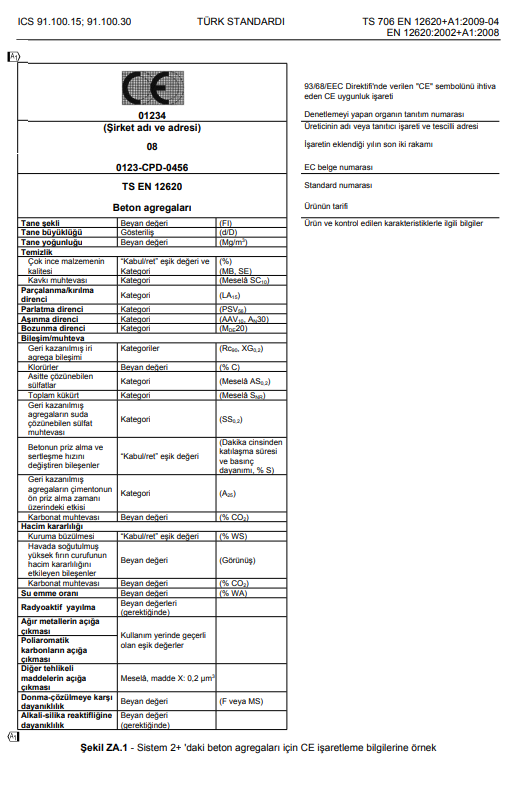 ICS 91.100.15; 91.100.30 TÜRK STANDARDI TS 706 EN 12620+A1:2009-04
EN 12620:2002+A1:2008
A1
CE
93/68/EEC Direktifi'nde verilen "CE" sembolünü ihtiva
eden CE uygunluk işareti
01234 Denetlemeyi yapan organın tanıtım numarası
(Şirket adı ve adresi) Üreticinin adı veya tanıtıcı işareti ve tescilli adresi
08 İşaretin eklendiği yılın son iki rakamı
0123-CPD-0456 EC belge numarası
TS EN 12620 Standard numarası
Beton agregaları Ürünün tarifi
Tane şekli Beyan değeri (FI) Ürün ve kontrol edilen karakteristiklerle ilgili bilgiler
Tane büyüklüğü Gösteriliş (d/D)
Tane yoğunluğu Beyan değeri (Mg/m³)
Temizlik
Çok ince malzemenin "Kabul/ret" eşik değeri ve (%)
kalitesi Kategori (MB, SE)
Kavkı muhtevası Kategori (Meselâ SC10)
Parçalanma/kırılma
direnci Kategori (LA15)
Parlatma direnci Kategori (PSV56)
Aşınma direnci Kategori (AAV10, AN30)
Bozunma direnci Kategori (MDE20)
Bileşim/muhteva
Geri kazanılmış iri Kategoriler (Rc90, XG0,2)
agrega bileşimi
Klorürler Beyan değeri (% C)
Asitte çözünebilen
sülfatlar Kategori (Meselâ AS0,2)
Toplam kükürt Kategori (Meselâ SNR)
Geri kazanılmış
agregaların suda
çözünebilen sülfat Kategori (SS0,2)
muhtevası
Betonun priz alma ve
sertleşme hızını
değiştiren bileşenler "Kabul/ret" eşik değeri (Dakika cinsinden
katılaşma süresi
ve basınç
dayanımı, % S)
Geri kazanılmış
agregaların çimentonun
ön priz alma zamanı Kategori (A25)
üzerindeki etkisi
Karbonat muhtevası Beyan değeri (% CO2)
Hacim kararlılığı
Kuruma büzülmesi "Kabul/ret" eşik değeri (% WS)
Havada soğutulmuş
yüksek fırın curufunun
hacim kararlılığını Beyan değeri (Görünüş)
etkileyen bileşenler
Karbonat muhtevası Beyan değeri (% CO2)
Su emme oranı Beyan değeri (% WA)
Radyoaktif yayılma Beyan değerleri
(gerektiğinde)
Ağır metallerin açığa
çıkması
Poliaromatik
karbonların açığa
çıkması
Kullanım yerinde geçerli
olan eşik değerler
Diğer tehlikeli
maddelerin açığa
çıkması Meselâ, madde X: 0,2 µm³
Donma-çözülmeye karşı
dayanıklılık Beyan değeri (F veya MS)
Alkali-silika reaktifliğine Beyan değeri
dayanıklılık (gerektiğinde)
A1
Şekil ZA.1 - Sistem 2+ 'daki beton agregaları için CE işaretleme bilgilerine örnek